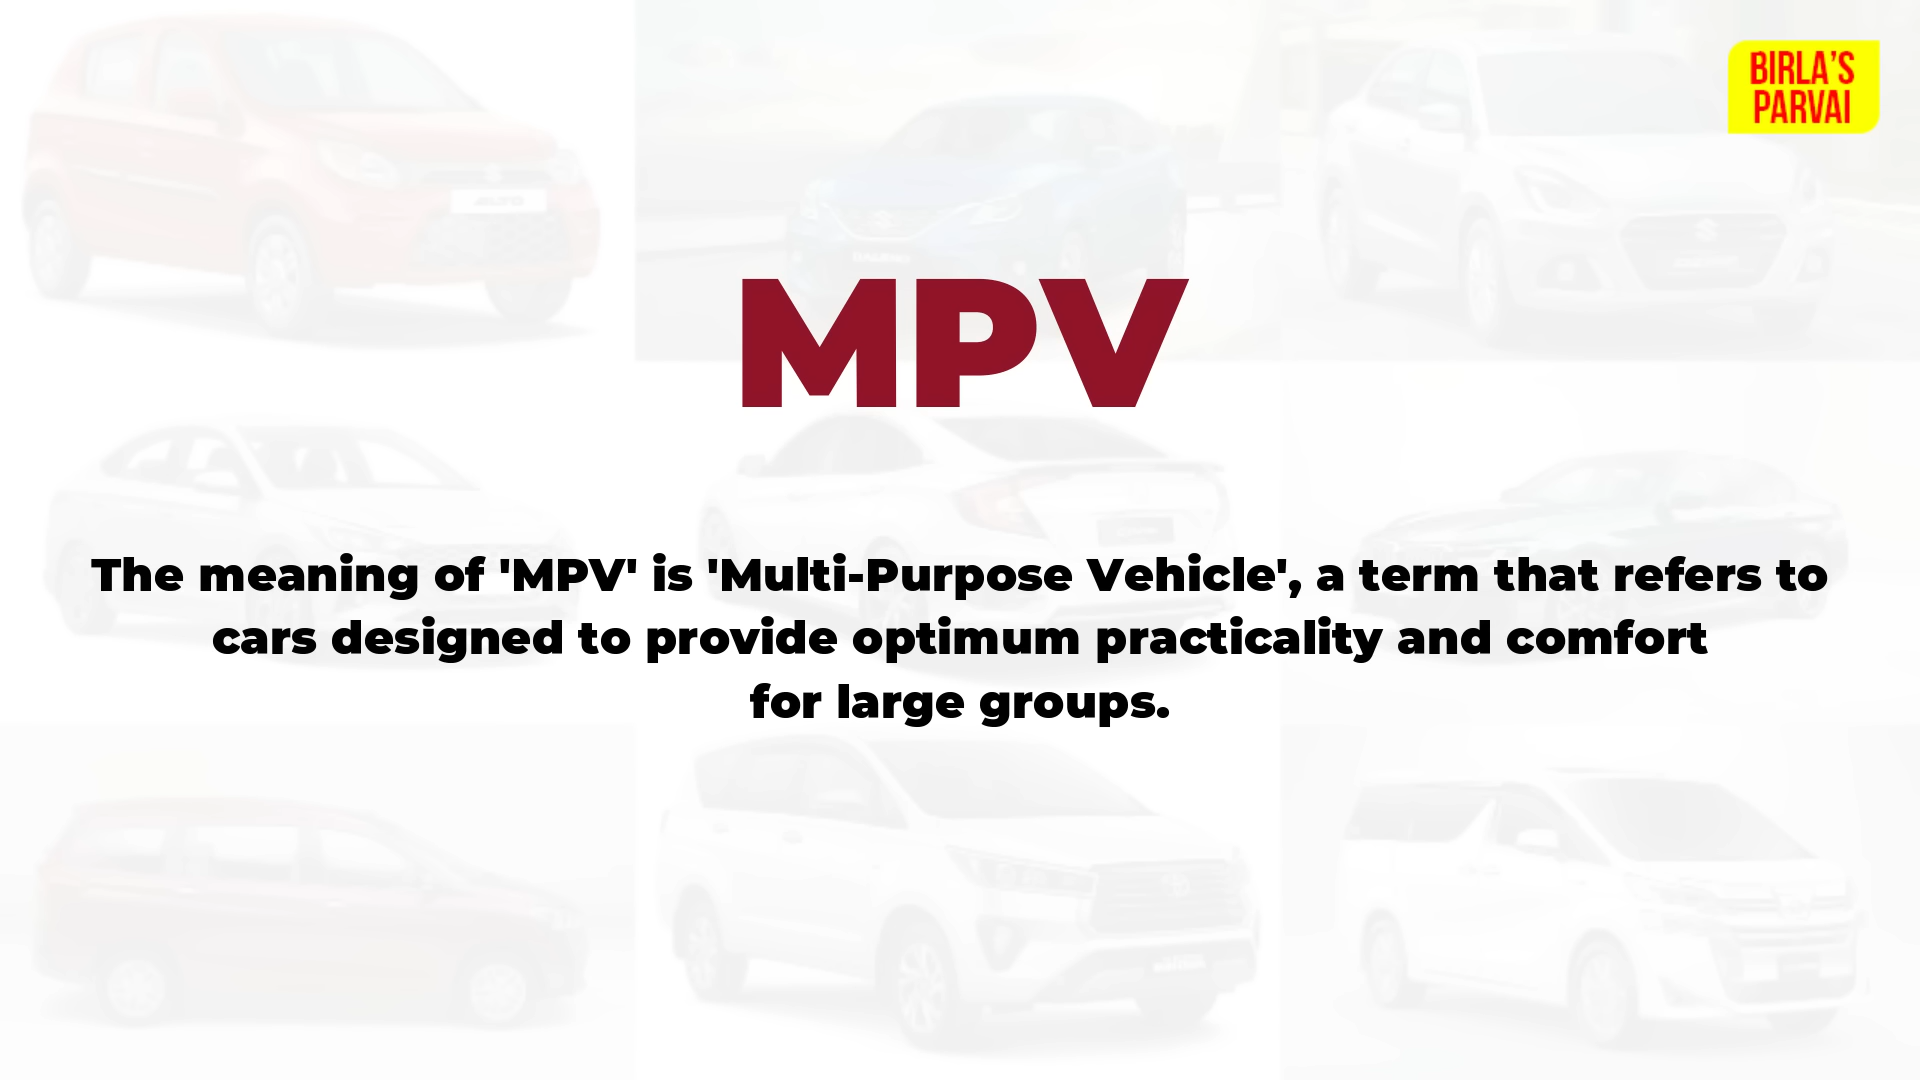 BIRLA'S
PARVAI
MPV
The meaning of 'MPV' is 'Multi-Purpose Vehicle', a term that refers to
cars designed to provide optimum practicality and comfort
for large groups.